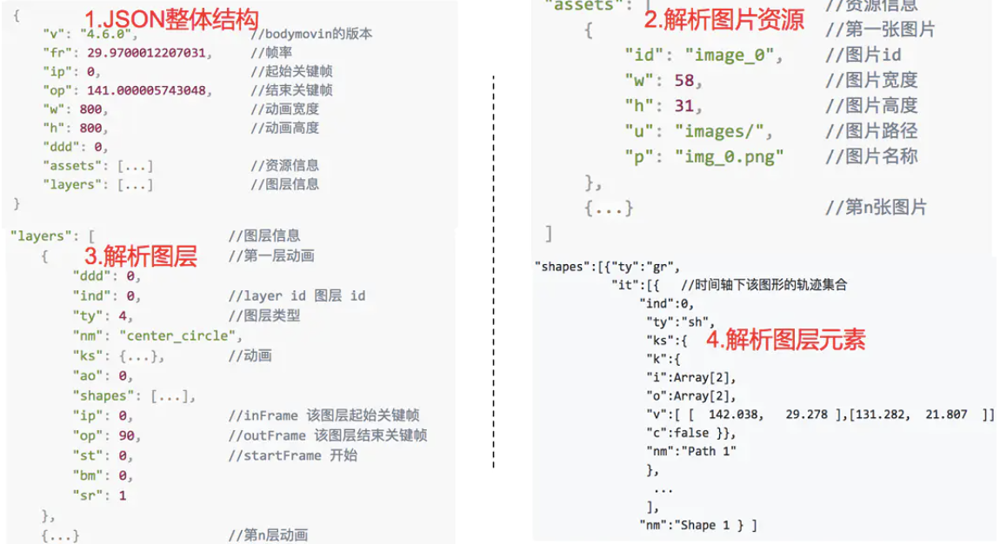 1.JSON整体结构
{
"v": "4.6.0", //bodymovin的版本
"fr": 29.9700012207031, //帧率
"ip": 0, //起始关键帧
"op": 141.000005743048, //结束关键帧
"w": 800, //动画宽度
"h": 800, //动画高度
"ddd": 0,
"assets": [...] //资源信息
"layers": [...] //图层信息
}
"layers": [ //图层信息
3.解析图层
{ //第一层动画
"ddd": 0,
"ind": 0, //layer id 图层 id
"ty": 4, //图层类型
"nm": "center_circle",
"ks": {...}, //动画
"ao": 0,
"shapes": [...],
"ip": 0, //inFrame 该图层起始关键帧
"op": 90, //outFrame 该图层结束关键帧
"st": 0, //startFrame 开始
"bm": 0,
"sr": 1
},
{...} //第n层动画
"assets": [ //资源信息
2.解析图片资源
{ //第一张图片
"id": "image_0", //图片id
"w": 58, //图片宽度
"h": 31, //图片高度
"u": "images/", //图片路径
"p": "img_0.png" //图片名称
},
{...} //第n张图片
]
"shapes":[{"ty":"gr",
"it":[{ //时间轴下该图形的轨迹集合
"ind":0,
"ty":"sh",
"ks":{
4.解析图层元素
"k":{
"i":Array[2],
"o":Array[2],
"v":[ [ 142.038, 29.278 ],[131.282, 21.807 ]]
"c":false }},
"nm":"Path 1"
},
...
],
"nm":"Shape 1 } ]